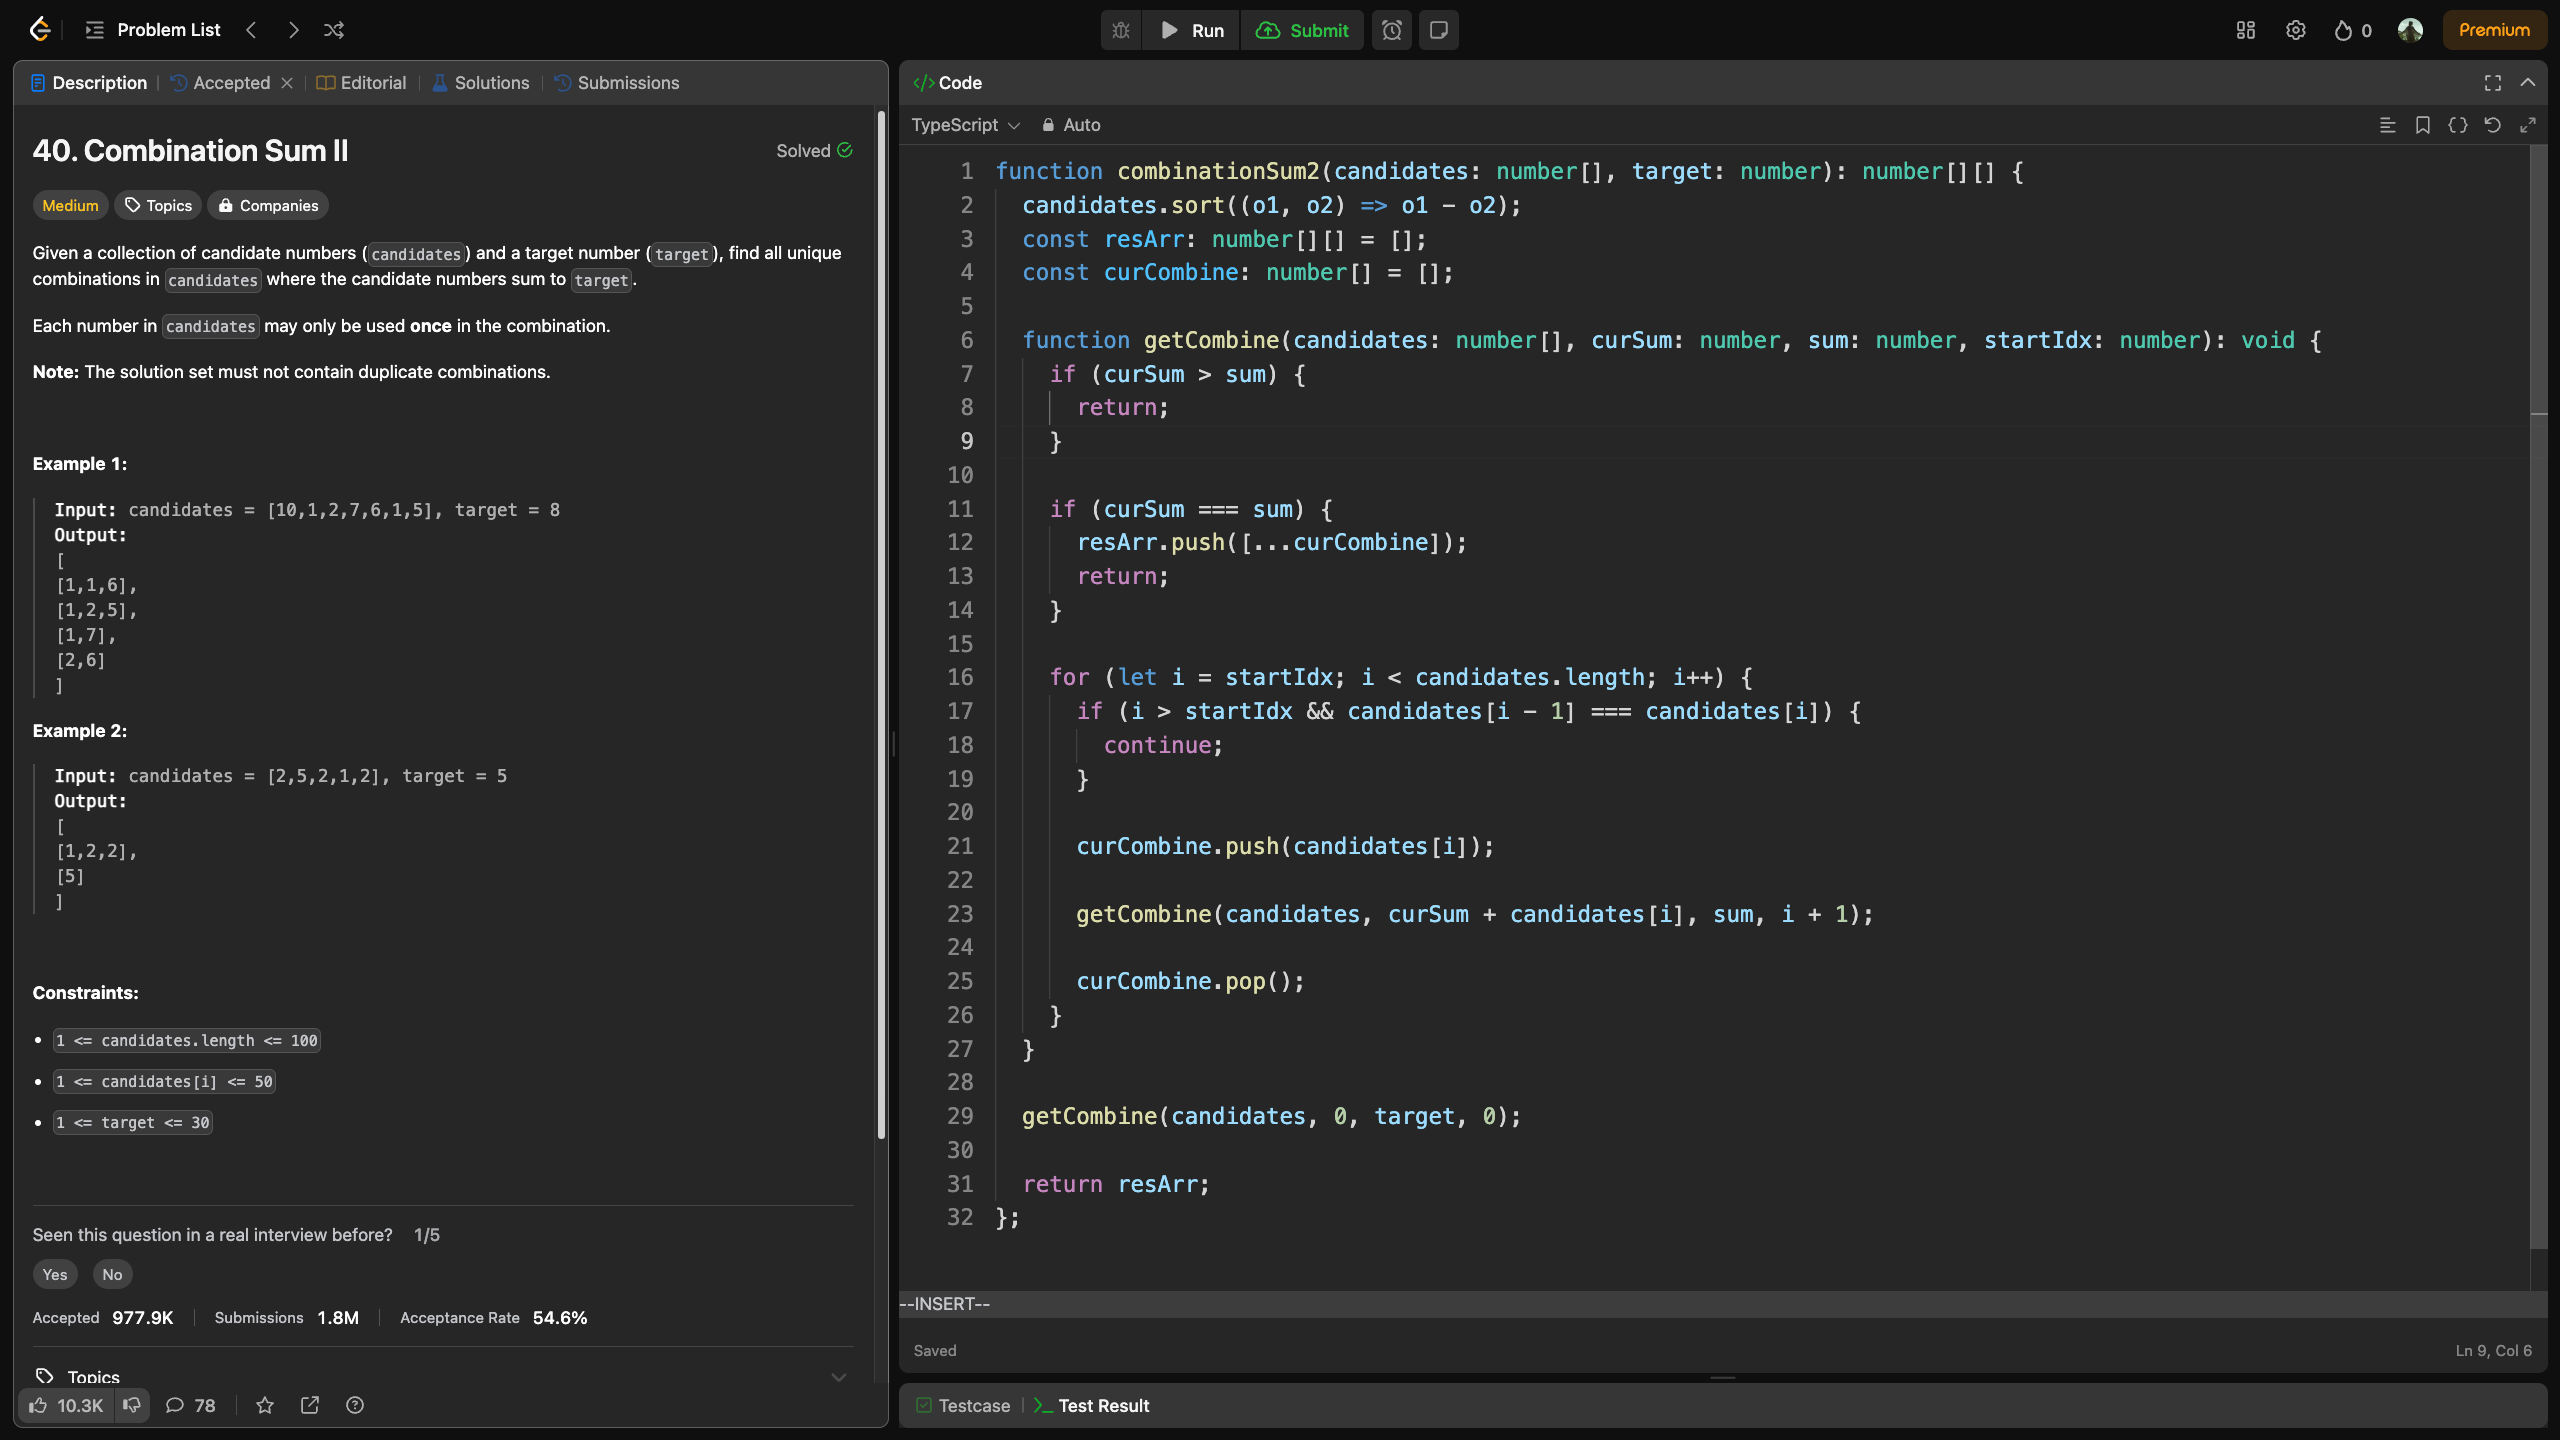 Problem List
Run
Submit
0
Premium
Description
Accepted
Editorial
Solutions
Submissions
40. Combination Sum II
Solved
Medium
Topics
Companies
Given a collection of candidate numbers (candidates) and a target number (target), find all unique
combinations in candidates where the candidate numbers sum to target.
Each number in candidates may only be used once in the combination.
Note: The solution set must not contain duplicate combinations.
Example 1:
Input: candidates = [10,1,2,7,6,1,5], target = 8
Output:
[
[1,1,6],
[1,2,5],
[1,7],
[2,6]
]
Example 2:
Input: candidates = [2,5,2,1,2], target = 5
Output:
[
[1,2,2],
[5]
]
Constraints:
• 1 <= candidates.length <= 100
• 1 <= candidates[i] <= 50
• 1 <= target <= 30
Seen this question in a real interview before? 1/5
Yes
No
Accepted 977.9K
Submissions 1.8M
Acceptance Rate 54.6%
Topics
10.3K
78
</> Code
TypeScript
Auto
1 function combinationSum2(candidates: number[], target: number): number[][] {
2   candidates.sort((o1, o2) => o1 - o2);
3   const resArr: number[][] = [];
4   const curCombine: number[] = [];
5
6   function getCombine(candidates: number[], curSum: number, sum: number, startIdx: number): void {
7     if (curSum > sum) {
8       return;
9     }
10
11     if (curSum === sum) {
12       resArr.push([...curCombine]);
13       return;
14     }
15
16     for (let i = startIdx; i < candidates.length; i++) {
17       if (i > startIdx && candidates[i - 1] === candidates[i]) {
18         continue;
19       }
20
21       curCombine.push(candidates[i]);
22
23       getCombine(candidates, curSum + candidates[i], sum, i + 1);
24
25       curCombine.pop();
26     }
27   }
28
29   getCombine(candidates, 0, target, 0);
30
31   return resArr;
32 };
--INSERT--
Saved
Ln 9, Col 6
Testcase
Test Result